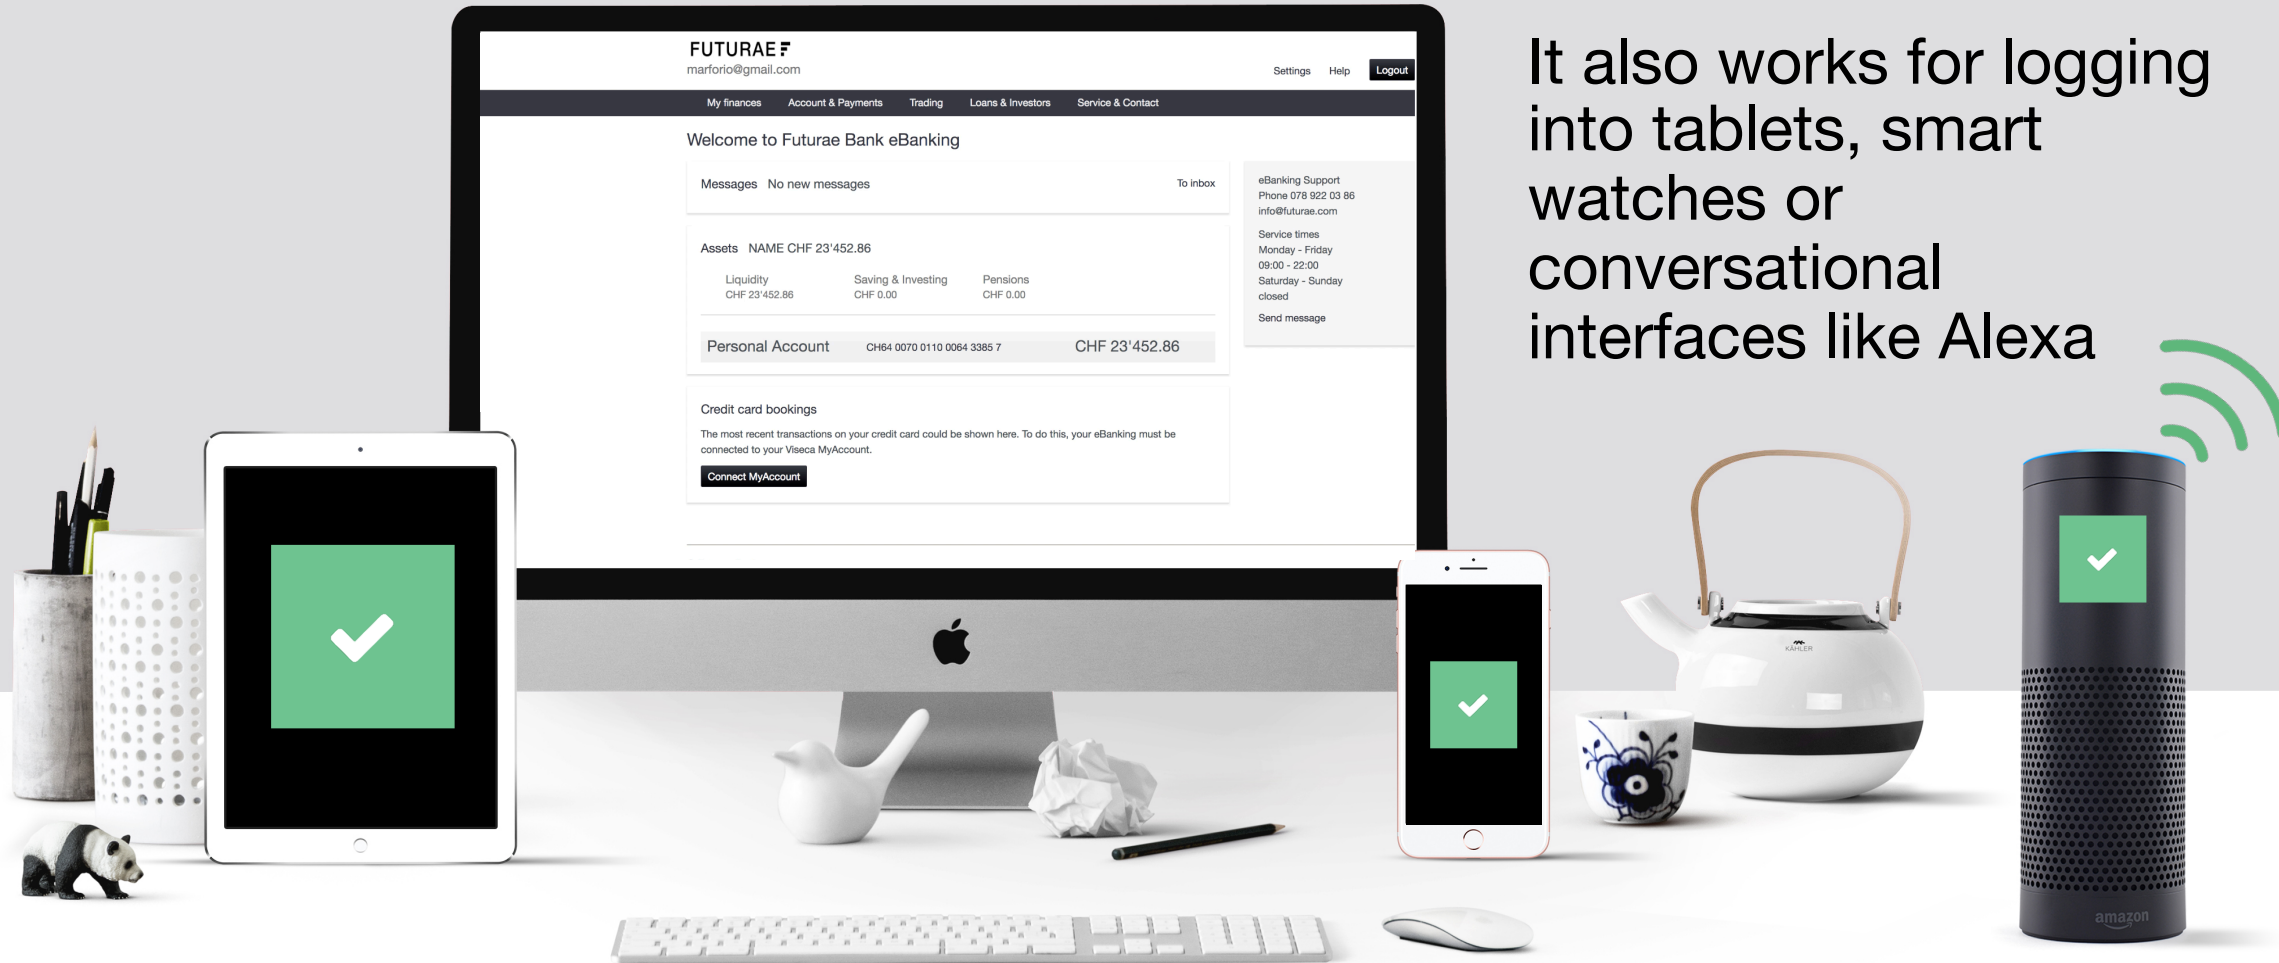 FUTURAE
marforio@gmail.com
Settings Help Logout
My finances Account & Payments Trading Loans & Investors Service & Contact
Welcome to Futurae Bank eBanking
Messages No new messages To inbox
Assets NAME CHF 23'452.86
Liquidity Saving & Investing Pensions
CHF 23'452.86 CHF 0.00 CHF 0.00
Personal Account CH64 0070 0110 0064 3385 7 CHF 23'452.86
Credit card bookings
The most recent transactions on your credit card could be shown here. To do this, your eBanking must be
connected to your Viseca MyAccount.
Connect MyAccount
eBanking Support
Phone 078 922 03 86
info@futurae.com
Service times
Monday - Friday
09:00 - 22:00
Saturday - Sunday
closed
Send message
It also works for logging
into tablets, smart
watches or
conversational
interfaces like Alexa
KÄHLER
amazon